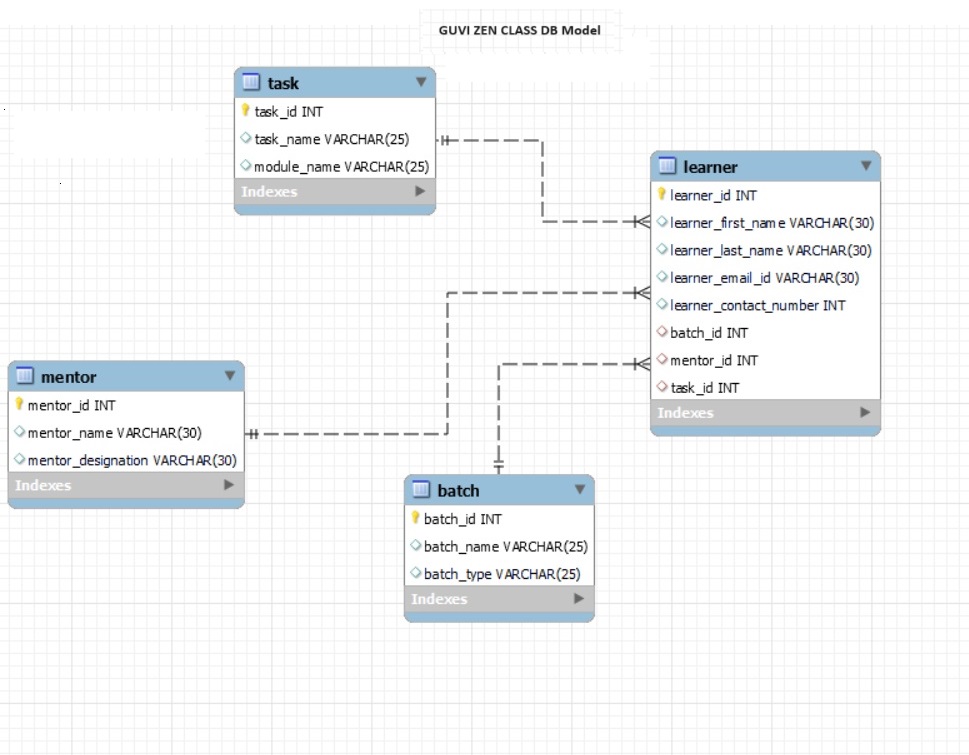 GUVI ZEN CLASS DB Model
task
task_id INT
task_name VARCHAR(25)
module_name VARCHAR(25)
Indexes
learner
learner_id INT
learner_first_name VARCHAR(30)
learner_last_name VARCHAR(30)
learner_email_id VARCHAR(30)
learner_contact_number INT
batch_id INT
mentor_id INT
task_id INT
Indexes
mentor
mentor_id INT
mentor_name VARCHAR(30)
mentor_designation VARCHAR(30)
Indexes
batch
batch_id INT
batch_name VARCHAR(25)
batch_type VARCHAR(25)
Indexes